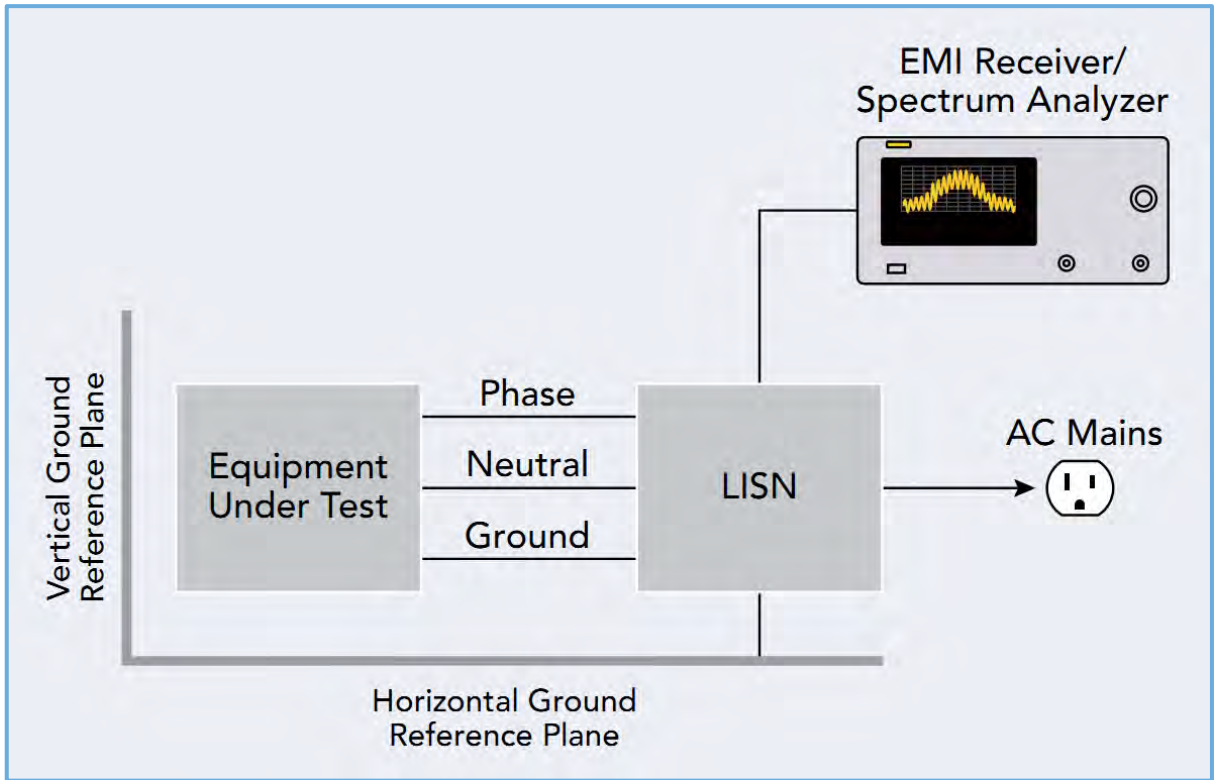 EMI Receiver/
Spectrum Analyzer
Vertical Ground
Reference Plane
Equipment
Under Test
Phase
Neutral
Ground
LISN
AC Mains
Horizontal Ground
Reference Plane